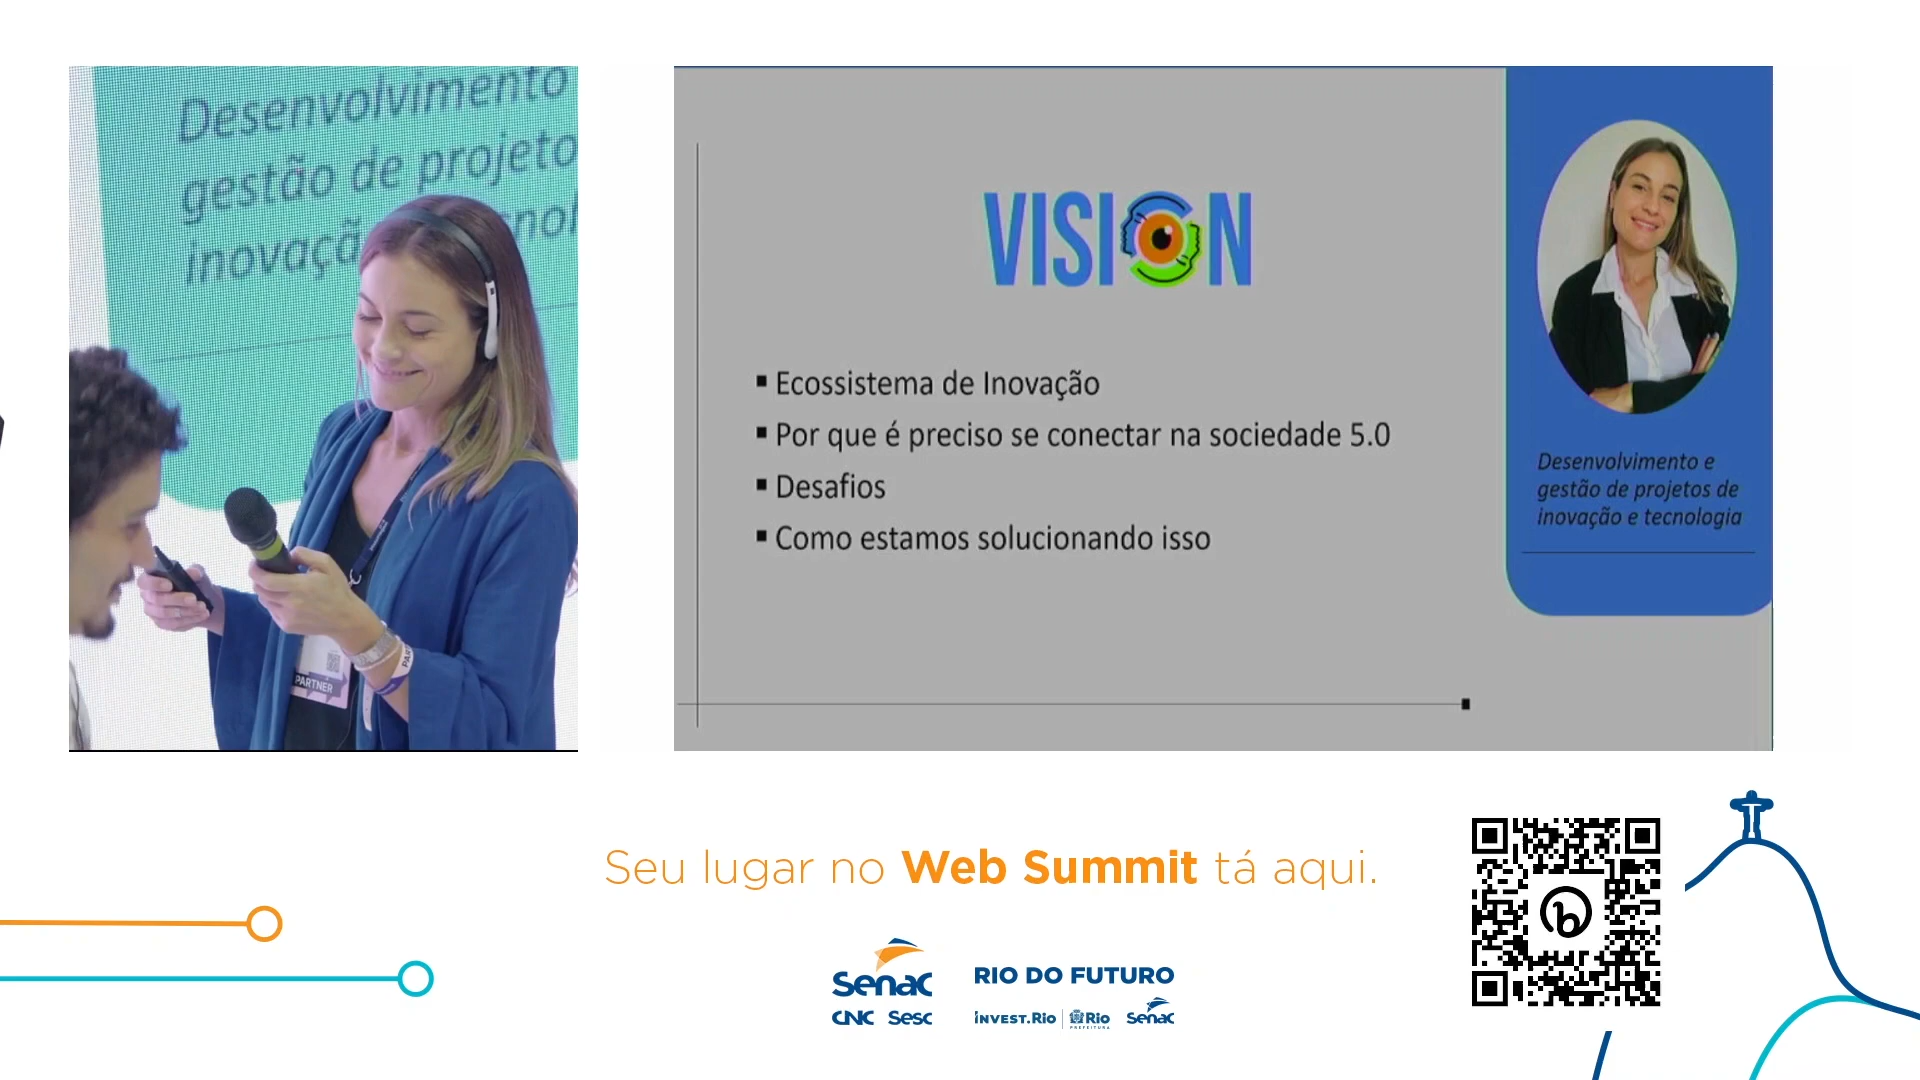 Desenvolvimento
gestão de projeto
inovaçã
PARTNER
VISION
▪ Ecossistema de Inovação
▪ Por que é preciso se conectar na sociedade 5.0
▪ Desafios
▪ Como estamos solucionando isso
Desenvolvimento e
gestão de projetos de
inovação e tecnologia
Seu lugar no Web Summit tá aqui.
Senac
CNC Sesc
RIO DO FUTURO
INVEST.Rio Rio PREFEITURA Senac